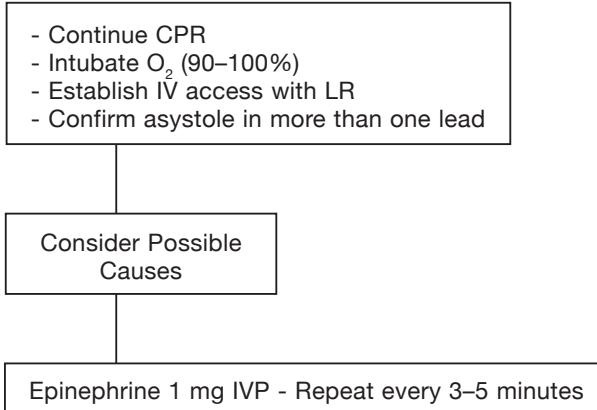 - Continue CPR
- Intubate O₂ (90–100%)
- Establish IV access with LR
- Confirm asystole in more than one lead
Consider Possible
Causes
Epinephrine 1 mg IVP - Repeat every 3–5 minutes